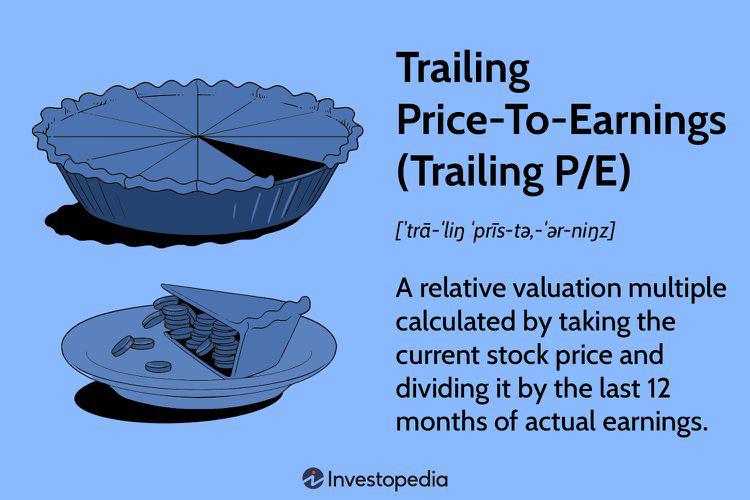 Trailing
Price-To-Earnings
(Trailing P/E)
[ˈtrā-ˈliŋ ˈprīs-tə,-ˈər-niŋz]
A relative valuation multiple
calculated by taking the
current stock price and
dividing it by the last 12
months of actual earnings.
Investopedia